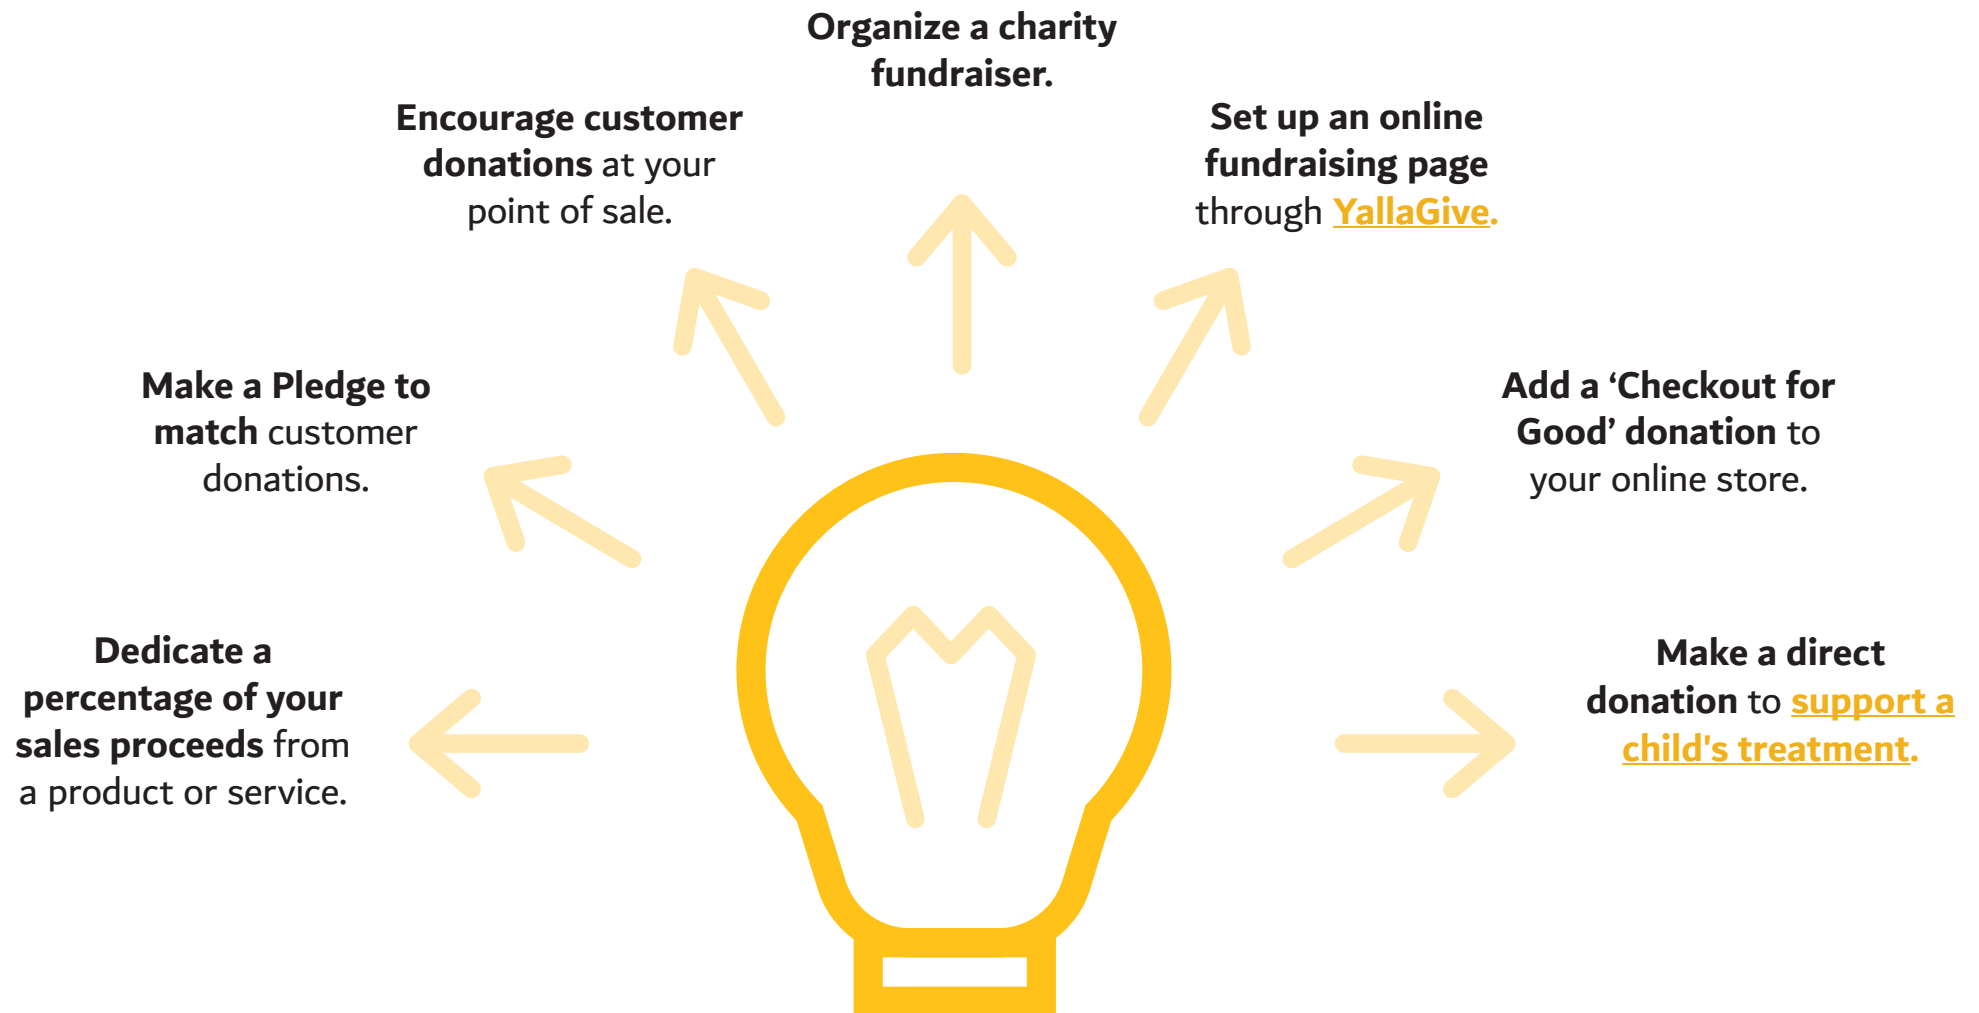 Organize a charity
fundraiser.
Encourage customer
donations at your
point of sale.
Set up an online
fundraising page
through YallaGive.
Make a Pledge to
match customer
donations.
Add a ‘Checkout for
Good’ donation to
your online store.
Dedicate a
percentage of your
sales proceeds from
a product or service.
Make a direct
donation to support a
child's treatment.